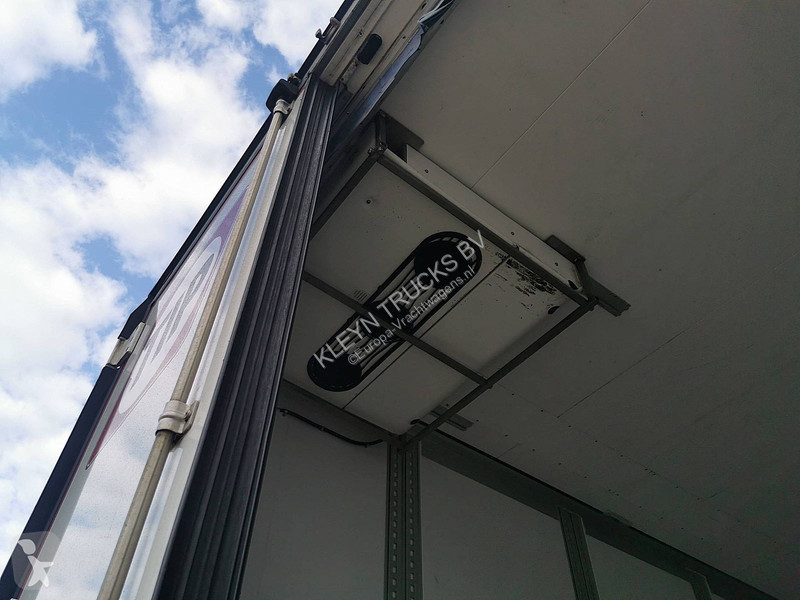 KLEYN TRUCKS BV
©Europa-Vrachtwagens.nl